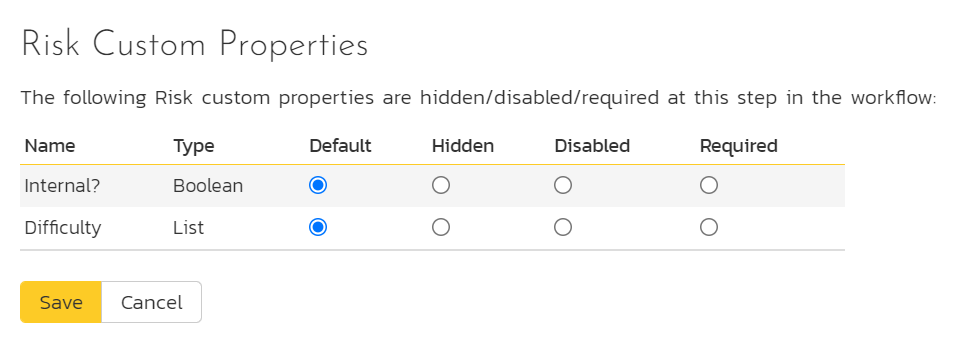 Risk Custom Properties
The following Risk custom properties are hidden/disabled/required at this step in the workflow:
Name Type Default Hidden Disabled Required
Internal? Boolean
Difficulty List
Save Cancel